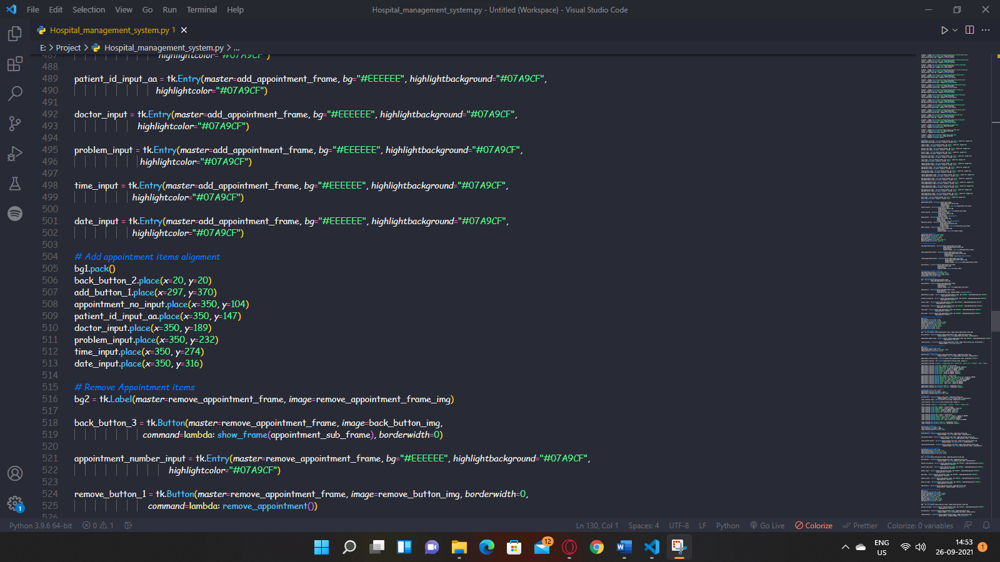 File Edit Selection View Go Run Terminal Help Hospital_management_system.py - Untitled (Workspace) - Visual Studio Code
Hospital_management_system.py 1
E: > Project > Hospital_management_system.py > ...
487 highlightcolor="#07A9CF")
488
489 patient_id_input_aa = tk.Entry(master=add_appointment_frame, bg="#EEEEEE", highlightbackground="#07A9CF",
490 highlightcolor="#07A9CF")
491
492 doctor_input = tk.Entry(master=add_appointment_frame, bg="#EEEEEE", highlightbackground="#07A9CF",
493 highlightcolor="#07A9CF")
494
495 problem_input = tk.Entry(master=add_appointment_frame, bg="#EEEEEE", highlightbackground="#07A9CF",
496 highlightcolor="#07A9CF")
497
498 time_input = tk.Entry(master=add_appointment_frame, bg="#EEEEEE", highlightbackground="#07A9CF",
499 highlightcolor="#07A9CF")
500
501 date_input = tk.Entry(master=add_appointment_frame, bg="#EEEEEE", highlightbackground="#07A9CF",
502 highlightcolor="#07A9CF")
503
504 # Add appointment items alignment
505 bg1.pack()
506 back_button_2.place(x=20, y=20)
507 add_button_1.place(x=297, y=370)
508 appointment_no_input.place(x=350, y=104)
509 patient_id_input_aa.place(x=350, y=147)
510 doctor_input.place(x=350, y=189)
511 problem_input.place(x=350, y=232)
512 time_input.place(x=350, y=274)
513 date_input.place(x=350, y=316)
514
515 # Remove Appointment items
516 bg2 = tk.Label(master=remove_appointment_frame, image=remove_appointment_frame_img)
517
518 back_button_3 = tk.Button(master=remove_appointment_frame, image=back_button_img,
519 command=lambda: show_frame(appointment_sub_frame), borderwidth=0)
520
521 appointment_number_input = tk.Entry(master=remove_appointment_frame, bg="#EEEEEE", highlightbackground="#07A9CF",
522 highlightcolor="#07A9CF")
523
524 remove_button_1 = tk.Button(master=remove_appointment_frame, image=remove_button_img, borderwidth=0,
525 command=lambda: remove_appointment())
526
Python 3.9.6 64-bit 0 1 Ln 130, Col 1 Spaces: 4 UTF-8 LF Python Go Live Colorize Prettier Colorize: 0 variables
1
12
ENG
US
14:53
26-09-2021
1